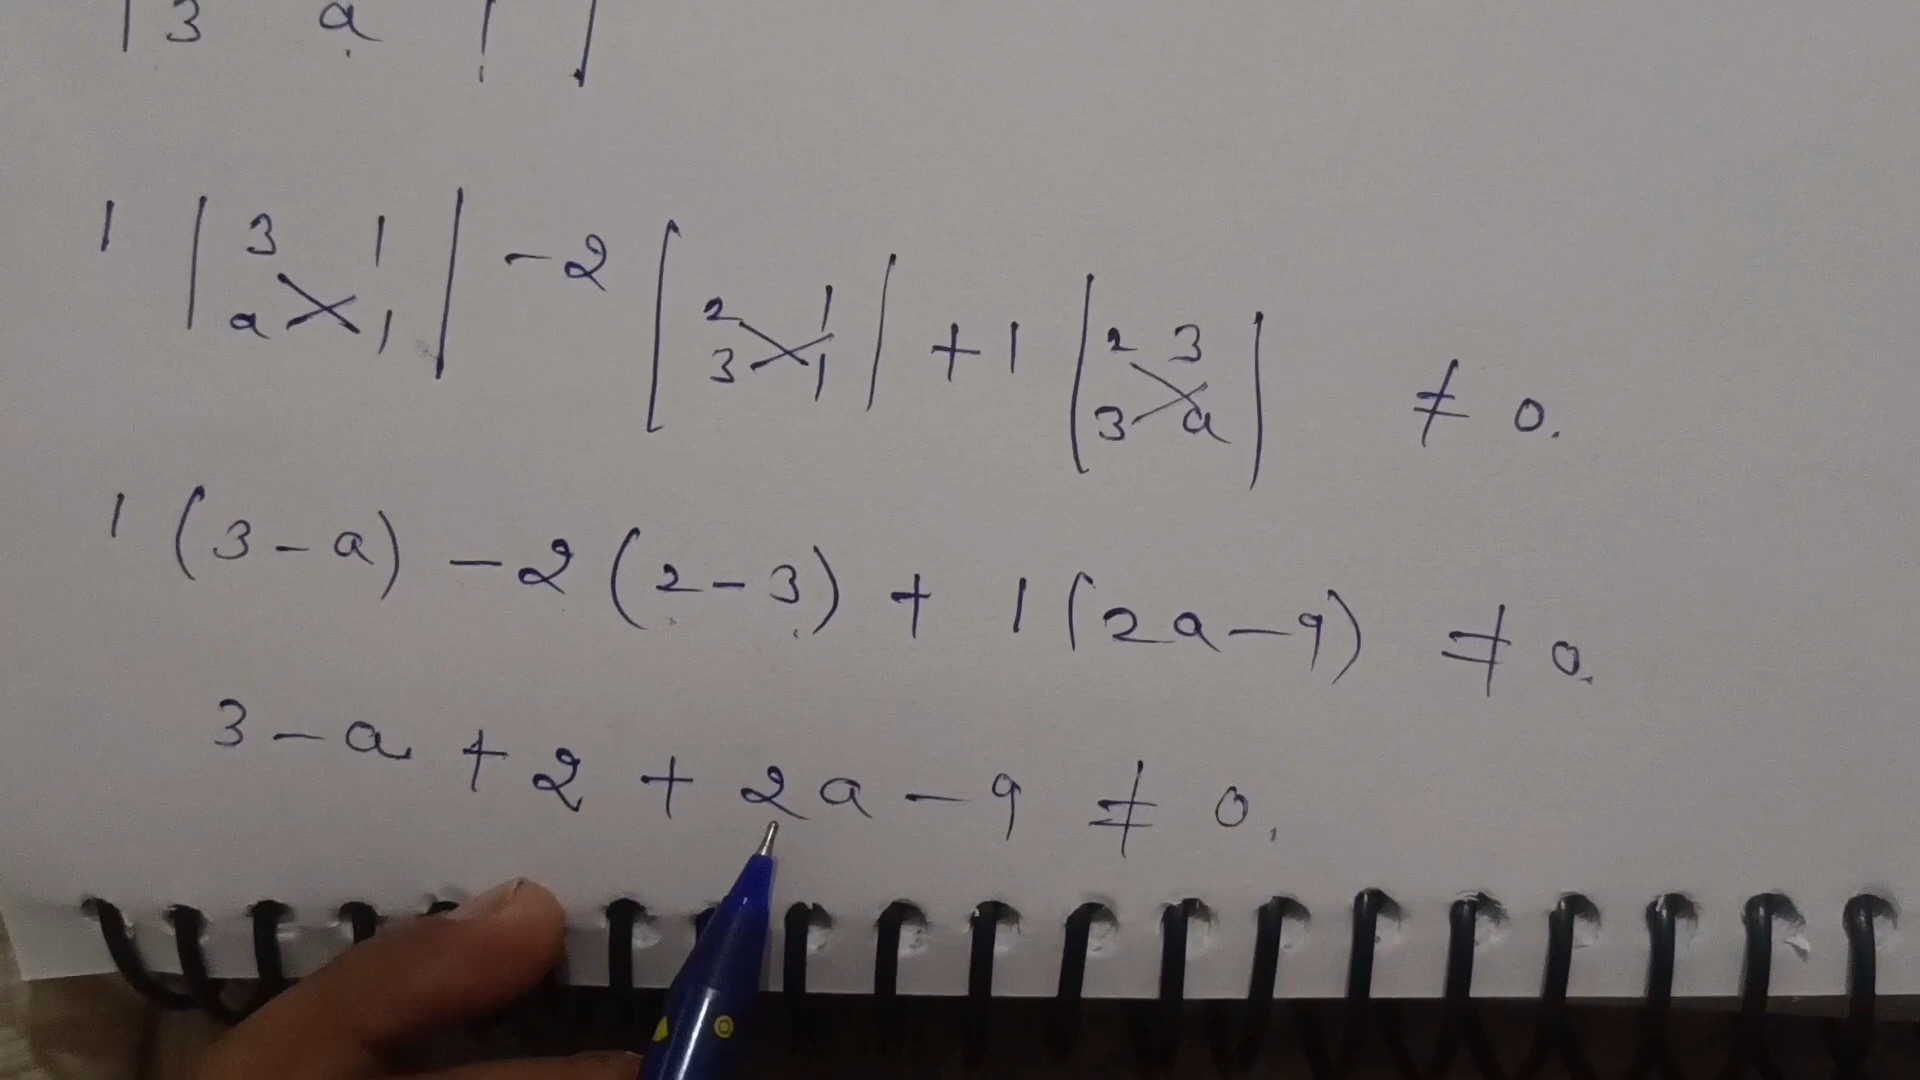 | 3 a 1 |
1 | 3 1 | - 2 | 2 1 | + 1 | 2 3 | ≠ 0.
a 1 3 1 3 a
1 (3 - a) - 2 (2 - 3) + 1 (2a - 9) ≠ 0.
3 - a + 2 + 2a - 9 ≠ 0.